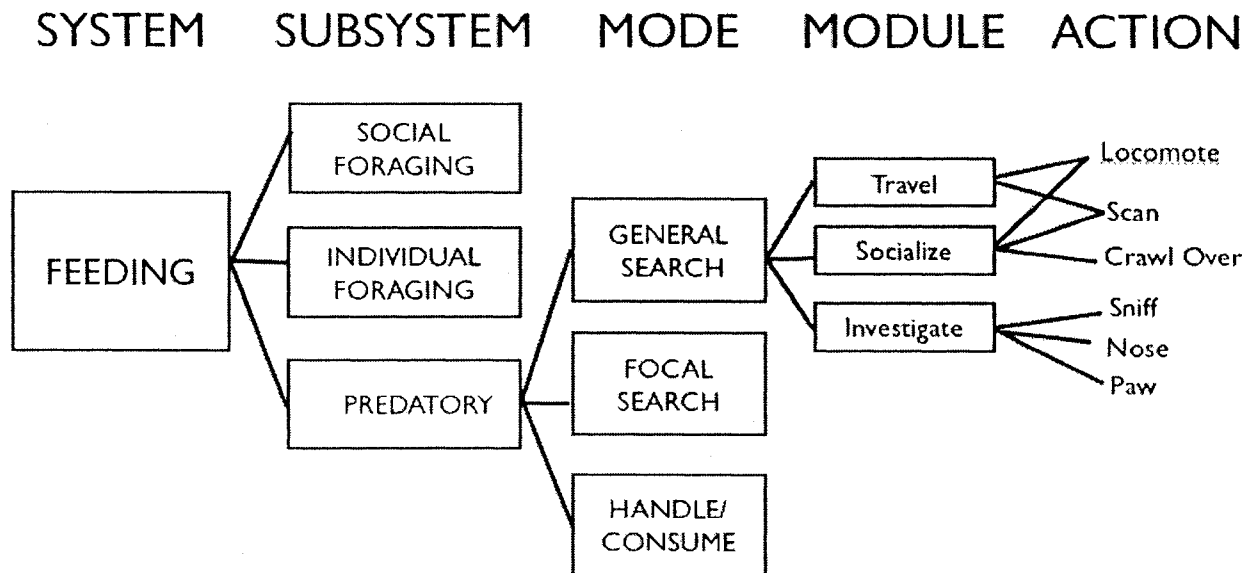 SYSTEM SUBSYSTEM MODE MODULE ACTION
FEEDING
SOCIAL
FORAGING
INDIVIDUAL
FORAGING
PREDATORY
GENERAL
SEARCH
FOCAL
SEARCH
HANDLE/
CONSUME
Travel
Socialize
Investigate
Locomote
Scan
Crawl Over
Sniff
Nose
Paw